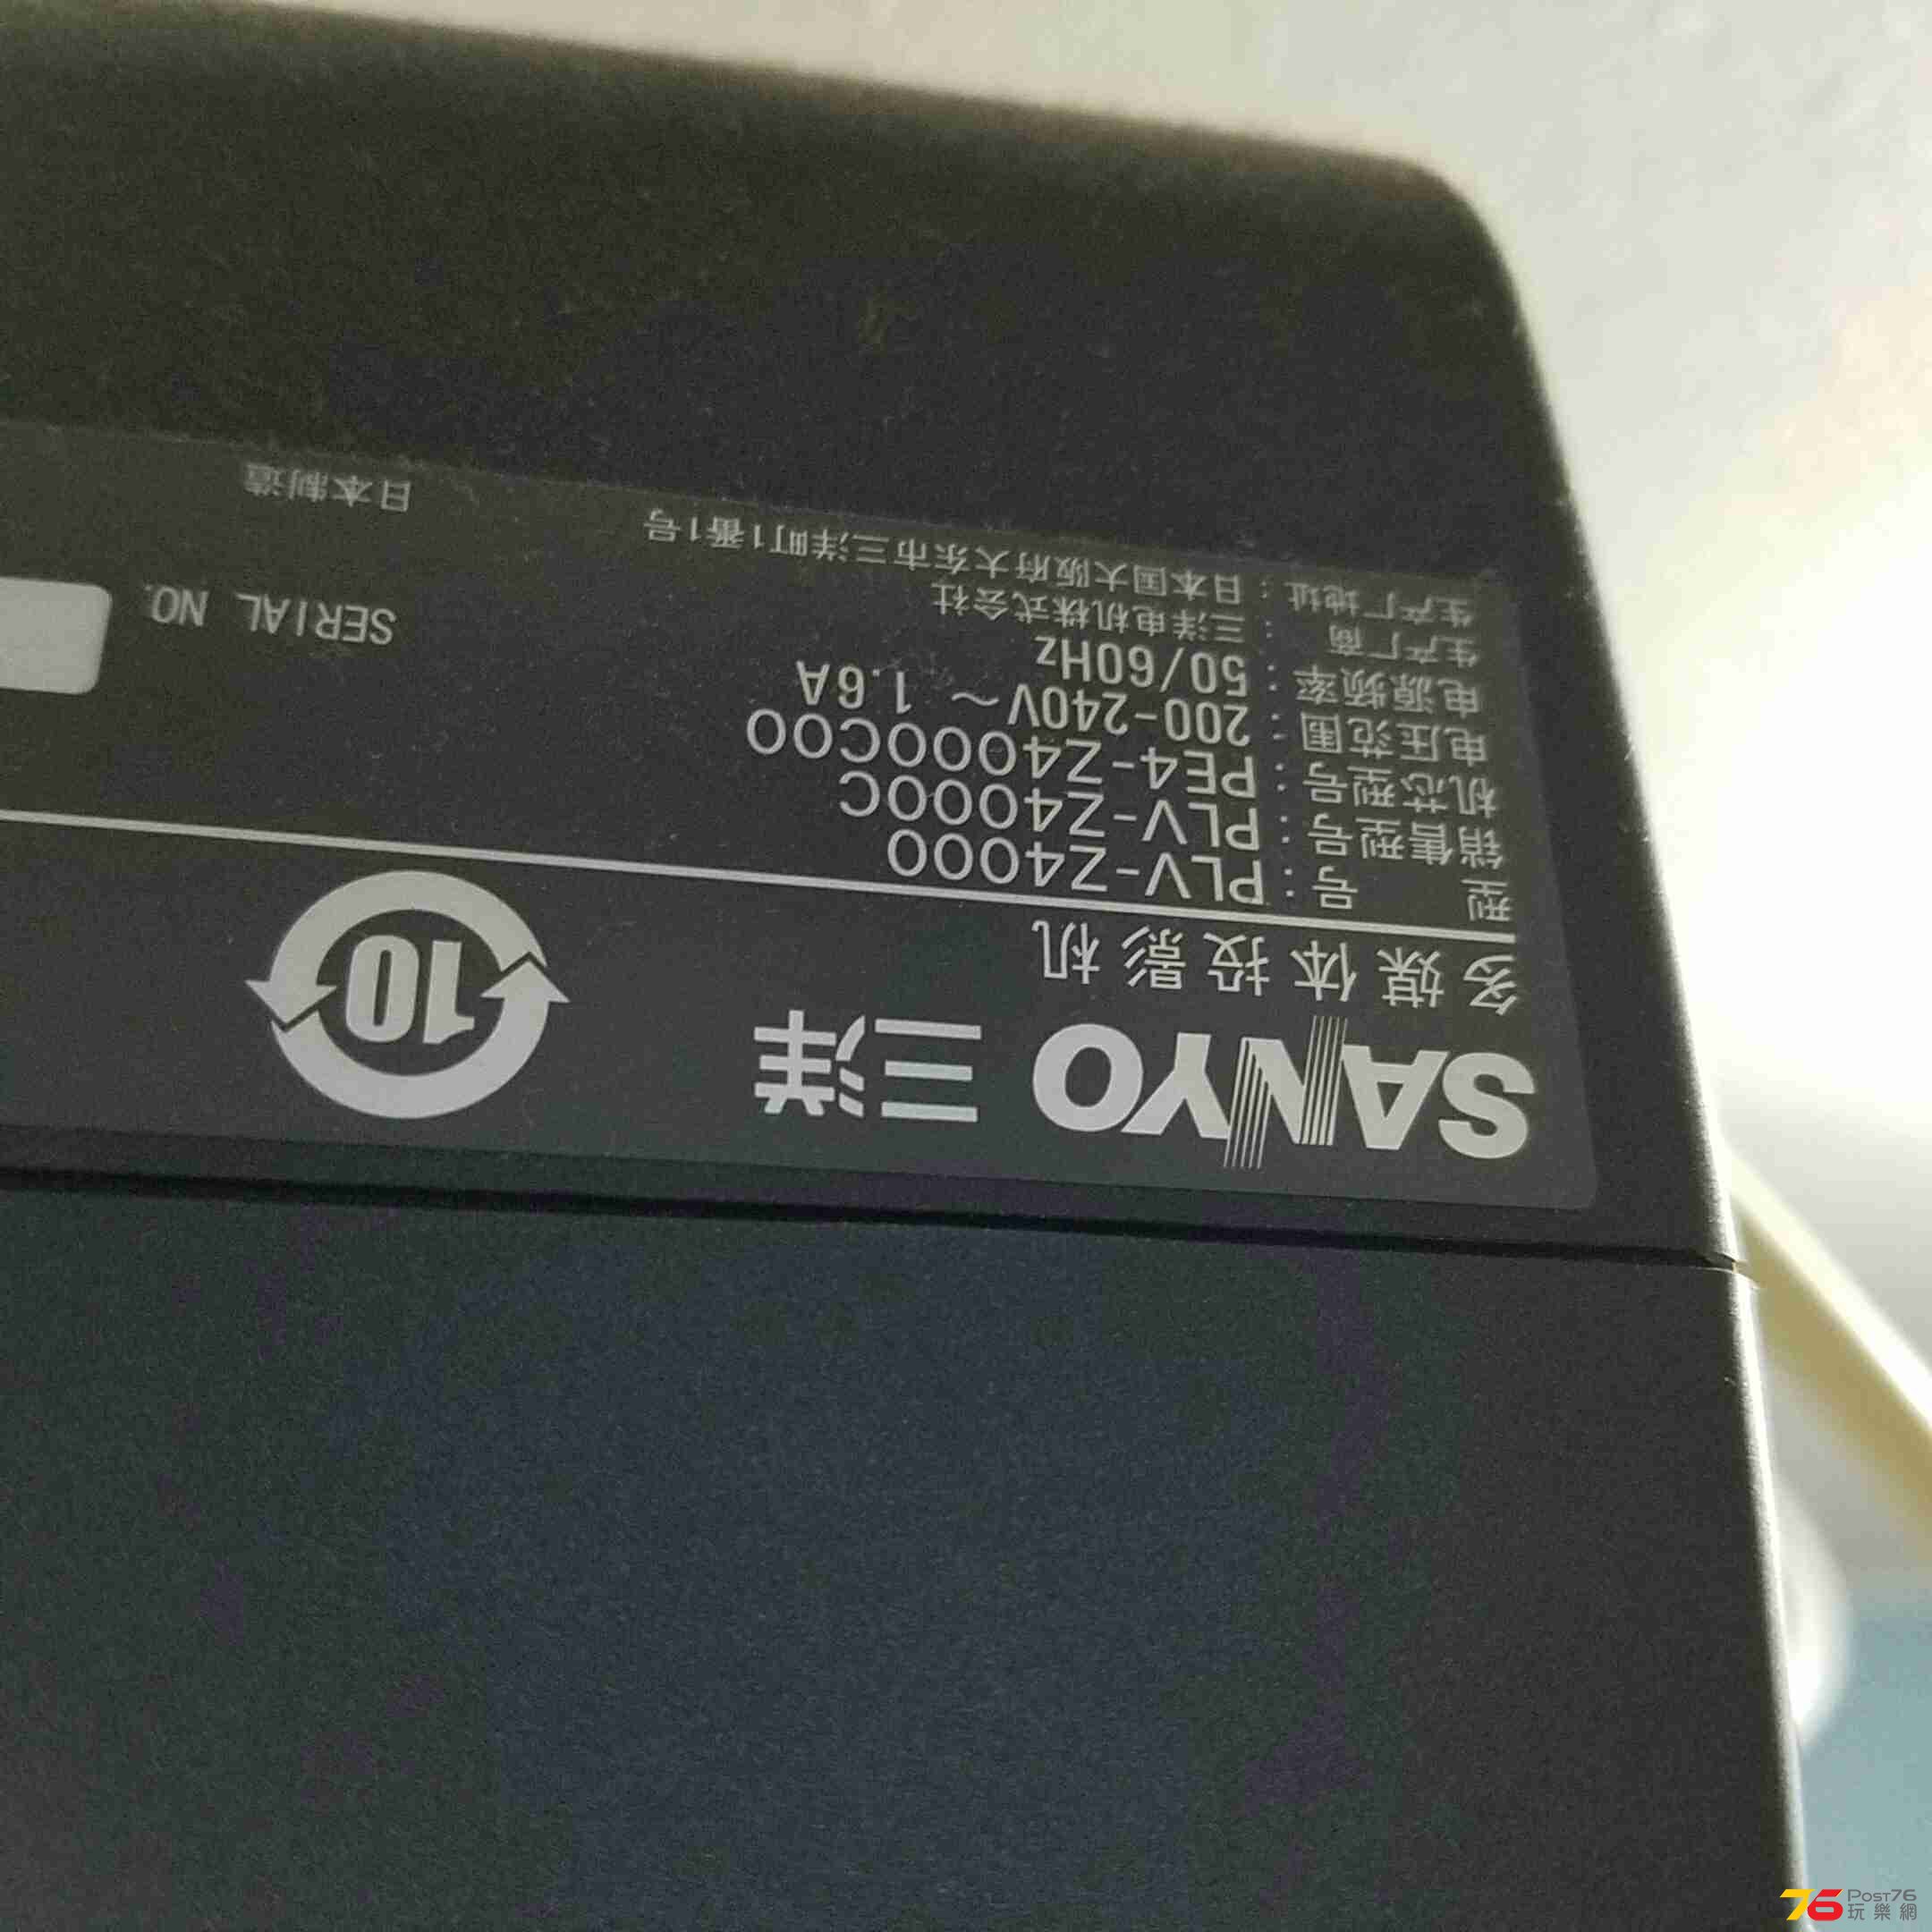 SANYO 三洋
10
多媒体投影机
型 号：PLV-Z4000
销售型号：PLV-Z4000C
机芯型号：PE4-Z4000C00
电压范围：200-240V～ 1.6A
电源频率：50/60Hz
生产厂商：三洋电机株式会社
生产厂地址：日本国大阪府大东市三洋町1番1号
SERIAL NO.
日本制造
76 Post76
玩樂網